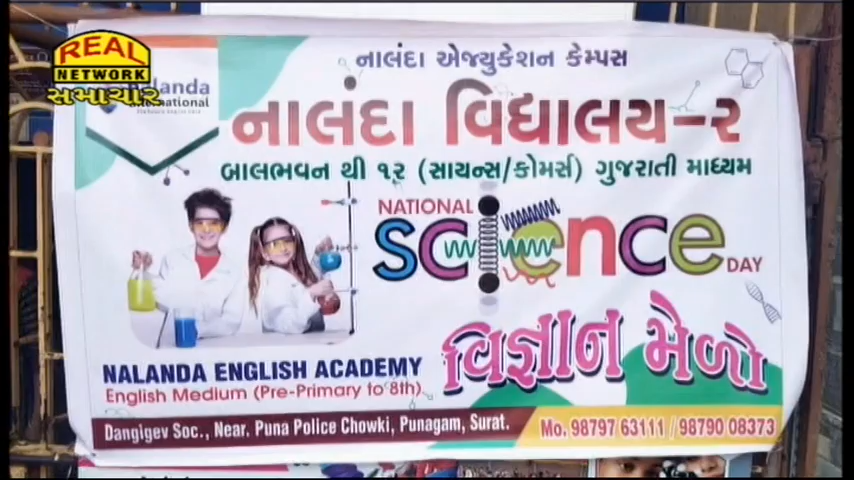 REAL
NETWORK
સમાચાર
Nalanda
International
નાલંદા એજ્યુકેશન કેમ્પસ
નાલંદા વિદ્યાલય-૨
બાલભવન થી ૧૨ (સાયન્સ/કોમર્સ) ગુજરાતી માધ્યમ
NATIONAL
science
DAY
વિજ્ઞાન મેળો
NALANDA ENGLISH ACADEMY
English Medium (Pre-Primary to 8th)
Dangigev Soc., Near. Puna Police Chowki, Punagam, Surat.
Mo. 98797 63111 / 98790 08373